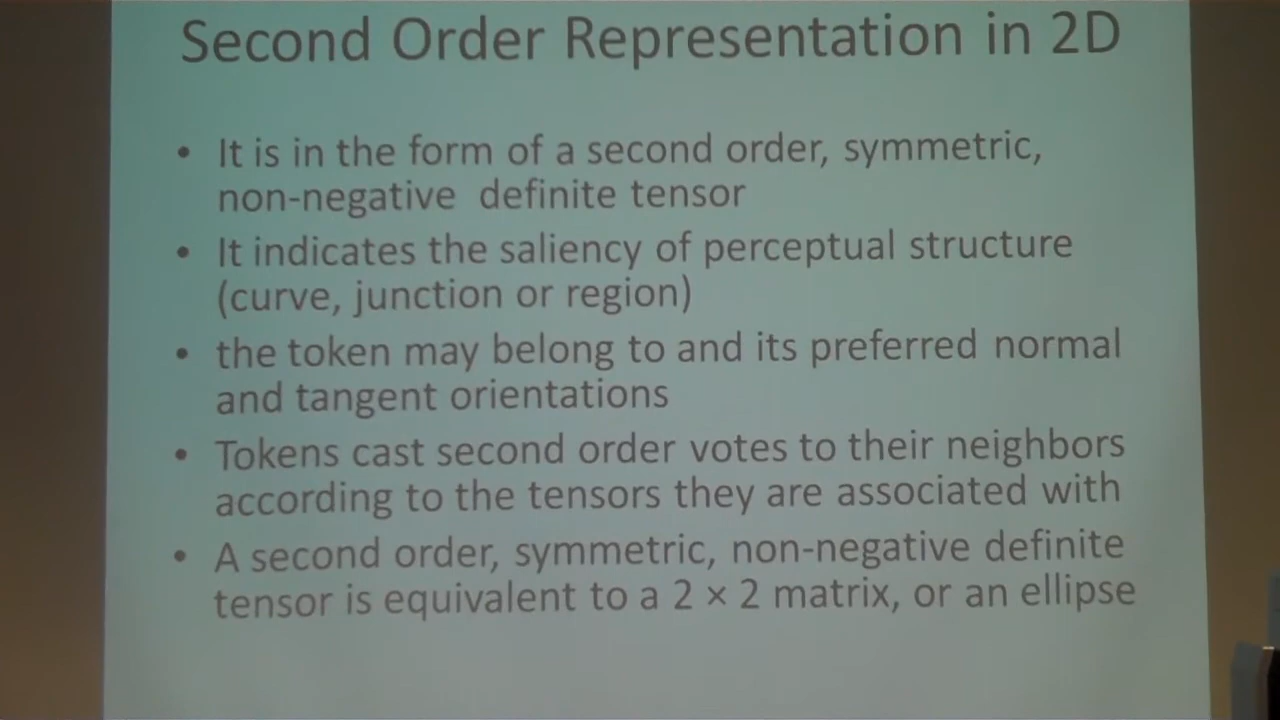 Second Order Representation in 2D
• It is in the form of a second order, symmetric,
non-negative definite tensor
• It indicates the saliency of perceptual structure
(curve, junction or region)
• the token may belong to and its preferred normal
and tangent orientations
• Tokens cast second order votes to their neighbors
according to the tensors they are associated with
• A second order, symmetric, non-negative definite
tensor is equivalent to a 2 × 2 matrix, or an ellipse